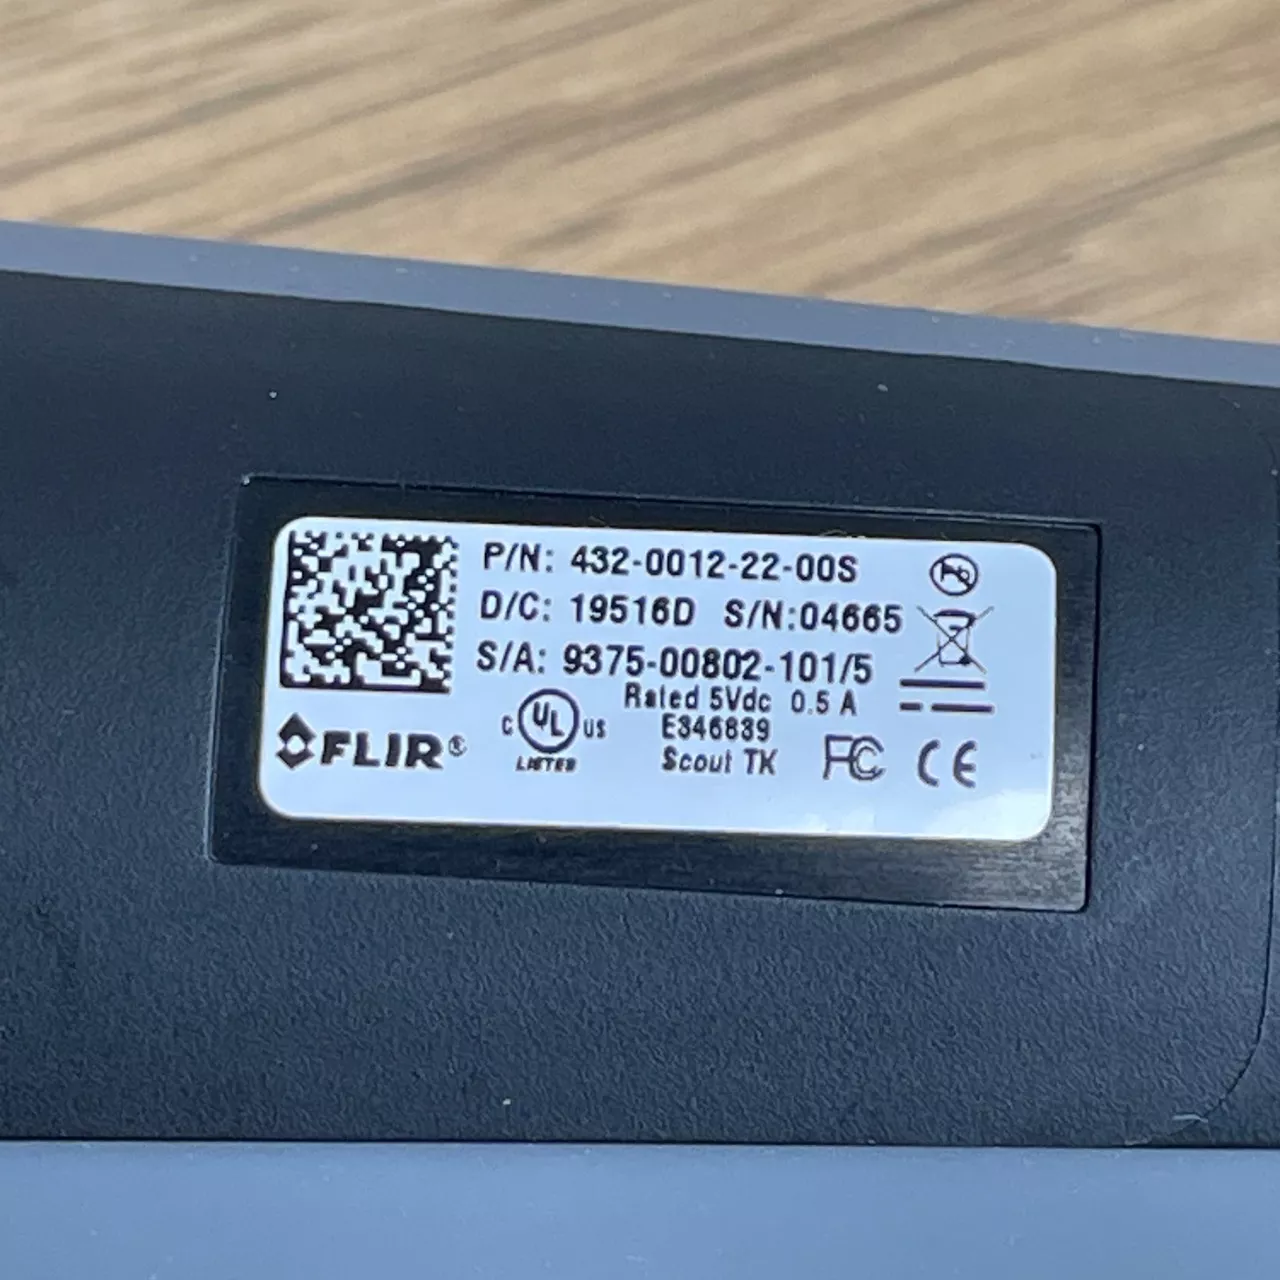 P/N: 432-0012-22-00S
D/C: 19516D S/N:04665
S/A: 9375-00802-101/5
Rated 5Vdc 0.5 A
E346839
Scout TK
FLIR®
C UL US
LISTED
FC CE